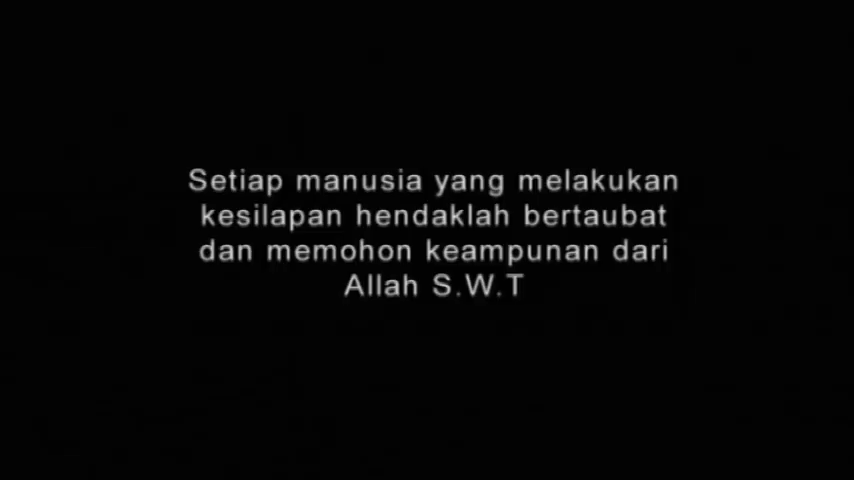 Setiap manusia yang melakukan
kesilapan hendaklah bertaubat
dan memohon keampunan dari
Allah S.W.T